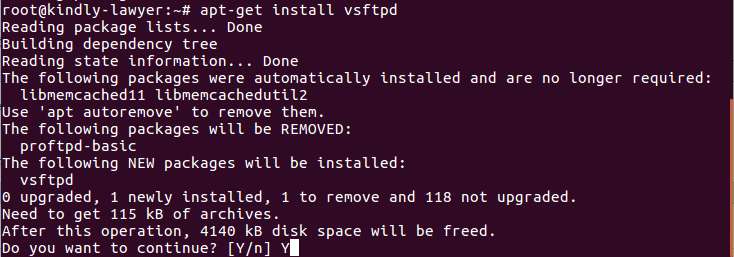 root@kindly-lawyer:~# apt-get install vsftpd
Reading package lists... Done
Building dependency tree
Reading state information... Done
The following packages were automatically installed and are no longer required:
  libmemcached11 libmemcachedutil2
Use 'apt autoremove' to remove them.
The following packages will be REMOVED:
  proftpd-basic
The following NEW packages will be installed:
  vsftpd
0 upgraded, 1 newly installed, 1 to remove and 118 not upgraded.
Need to get 115 kB of archives.
After this operation, 4140 kB disk space will be freed.
Do you want to continue? [Y/n] Y